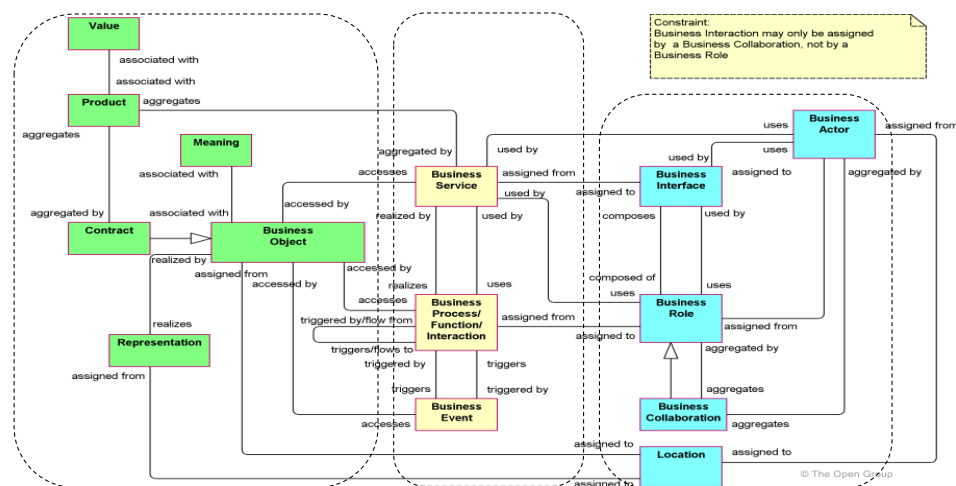 Constraint:
Business Interaction may only be assigned
by  a Business Collaboration, not by a
Business Role
Value
associated with
associated with
Product
aggregates
aggregates
Meaning
associated with
associated with
aggregated by
Contract
Business
Object
realized by
assigned from
accessed by
accessed by
accessed by
realizes
Representation
assigned from
aggregated by
accesses
Business
Service
assigned from
used by
used by
realized by
used by
realizes
uses
accesses
triggered by/flow from
triggers/flows to
Business
Process/
Function/
Interaction
assigned from
triggered by
triggers
triggers
triggered by
Business
Event
accesses
Business
Actor
assigned from
uses
uses
used by
assigned to
aggregated by
assigned to
Business
Interface
composes
used by
composed of
uses
uses
Business
Role
assigned from
assigned to
aggregated by
aggregates
Business
Collaboration
aggregates
assigned to
Location
assigned to
assigned to
© The Open Group